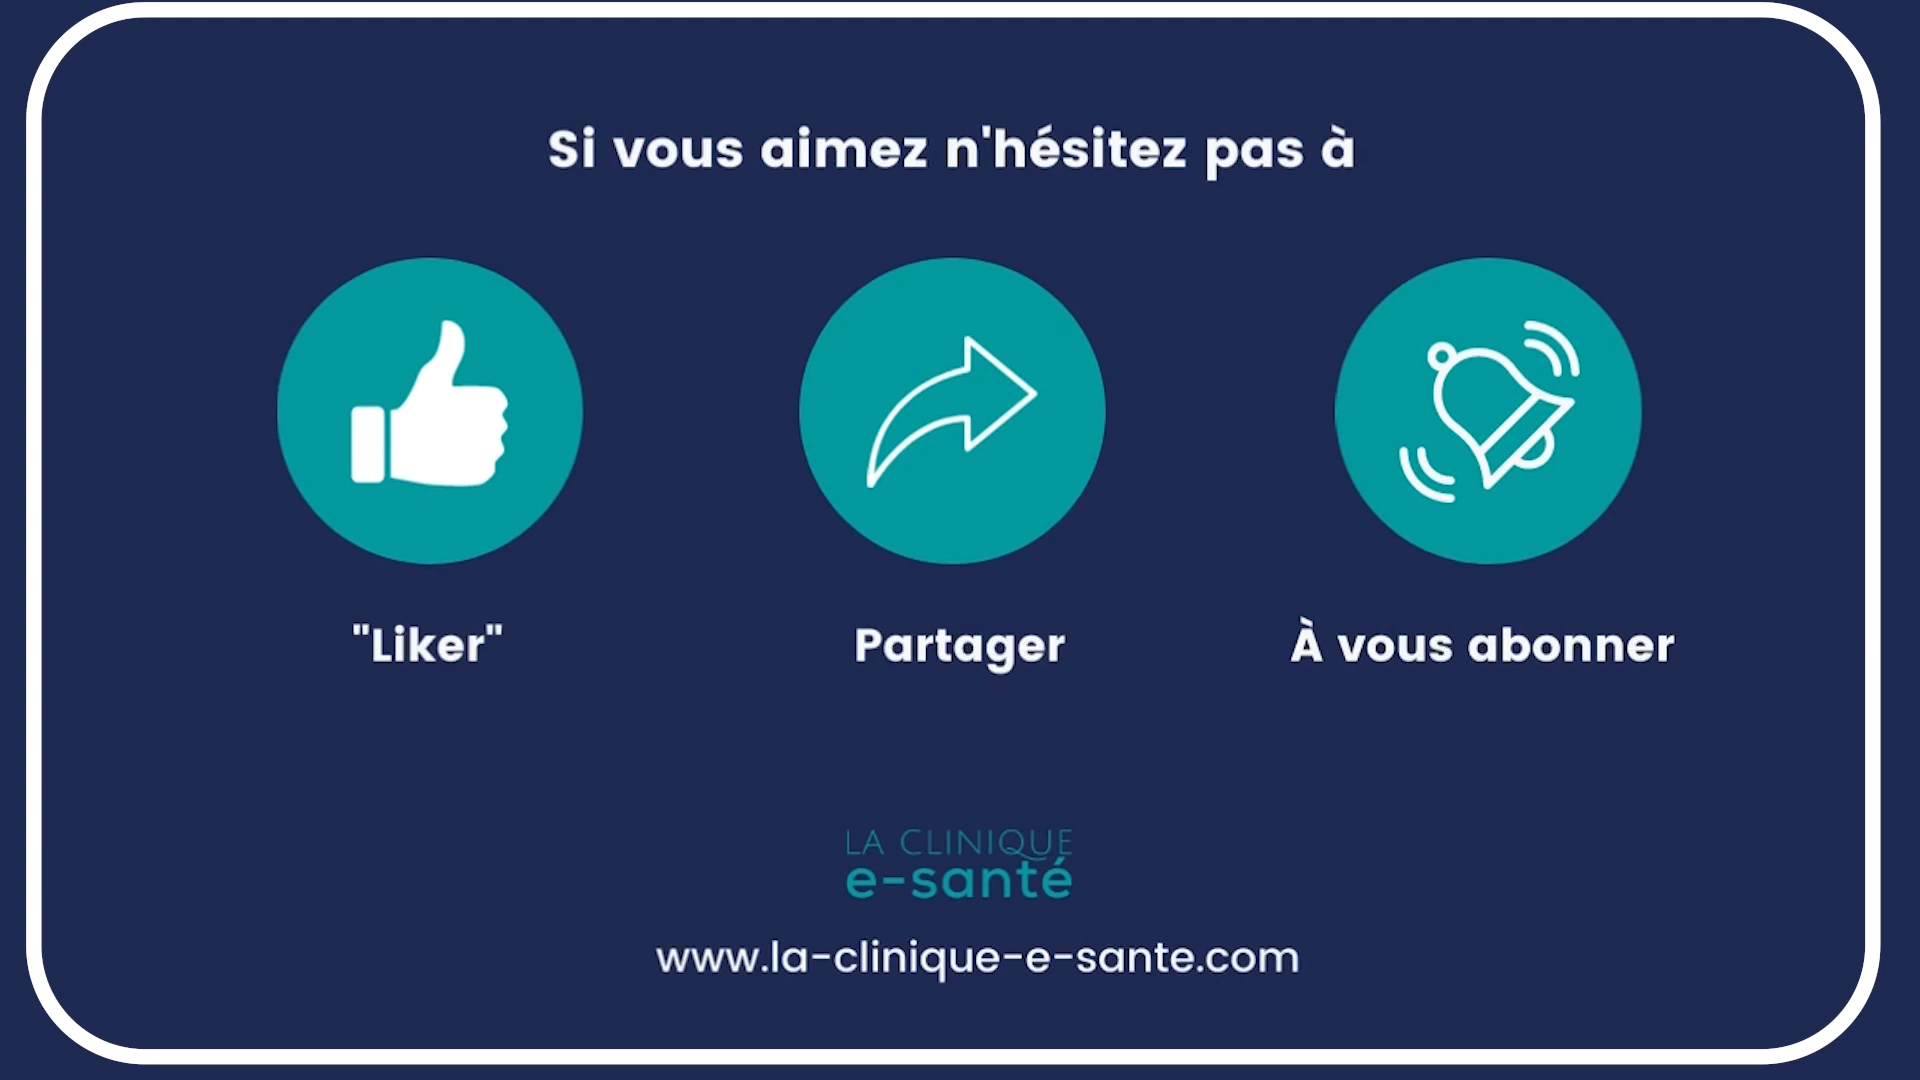 Si vous aimez n'hésitez pas à
"Liker"
Partager
À vous abonner
LA CLINIQUE
e-santé
www.la-clinique-e-sante.com